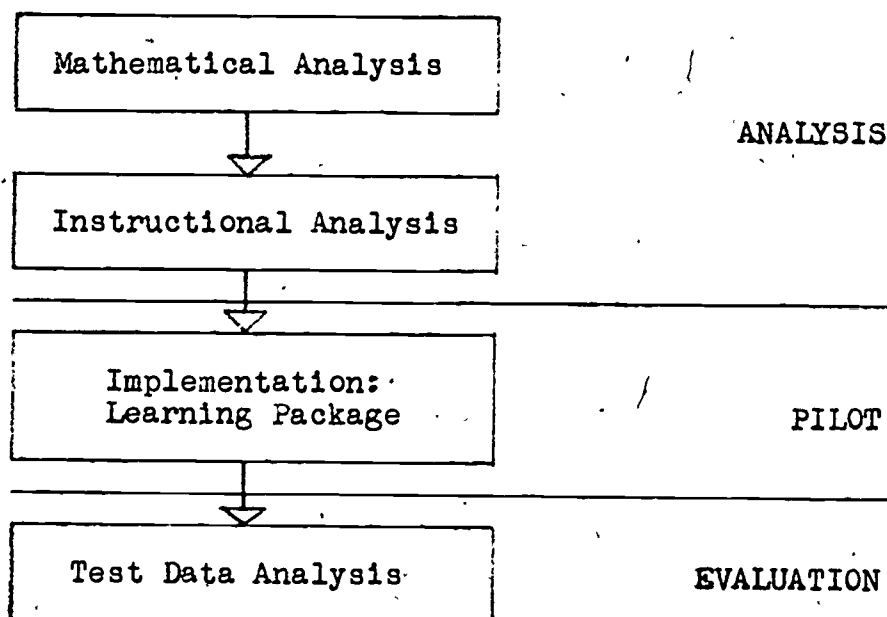 Mathematical Analysis
ANALYSIS
Instructional Analysis
Implementation:
Learning Package
PILOT
Test Data Analysis
EVALUATION